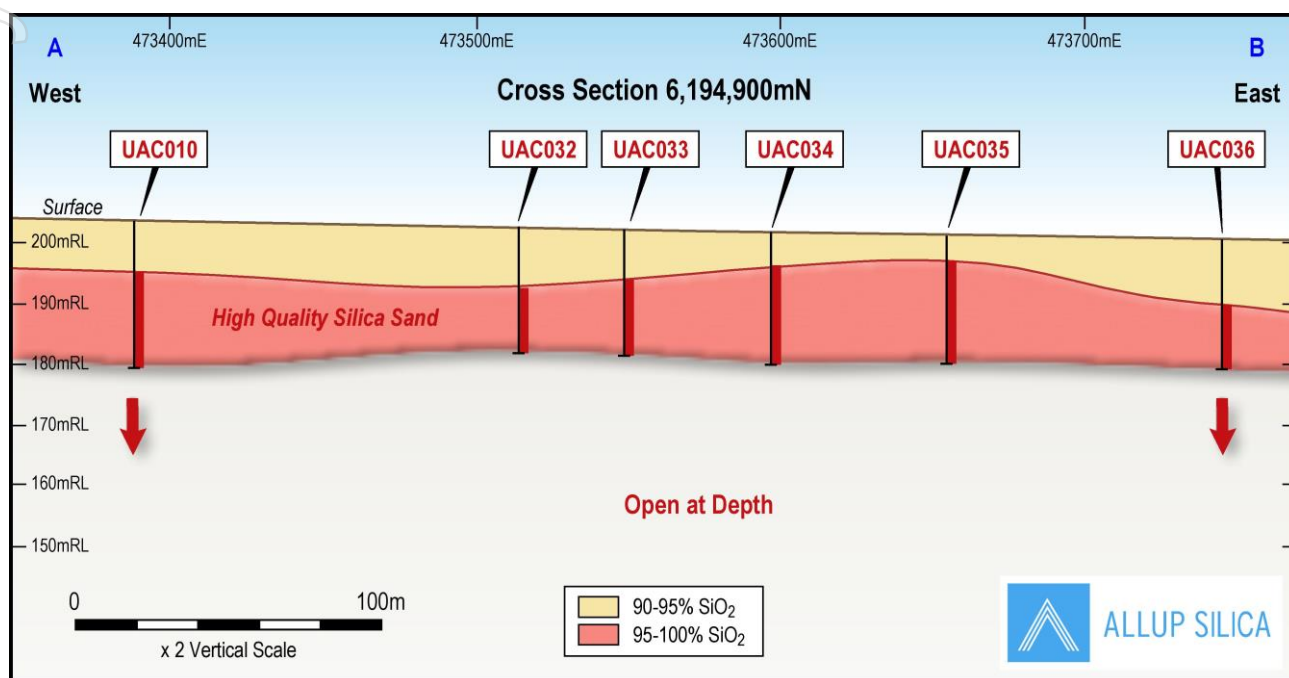 473400mE 473500mE 473600mE 473700mE
A B
West Cross Section 6,194,900mN East
UAC010 UAC032 UAC033 UAC034 UAC035 UAC036
Surface
200mRL
190mRL
High Quality Silica Sand
180mRL
170mRL
160mRL
Open at Depth
150mRL
0 100m
x 2 Vertical Scale
90-95% SiO₂
95-100% SiO₂
ALLUP SILICA